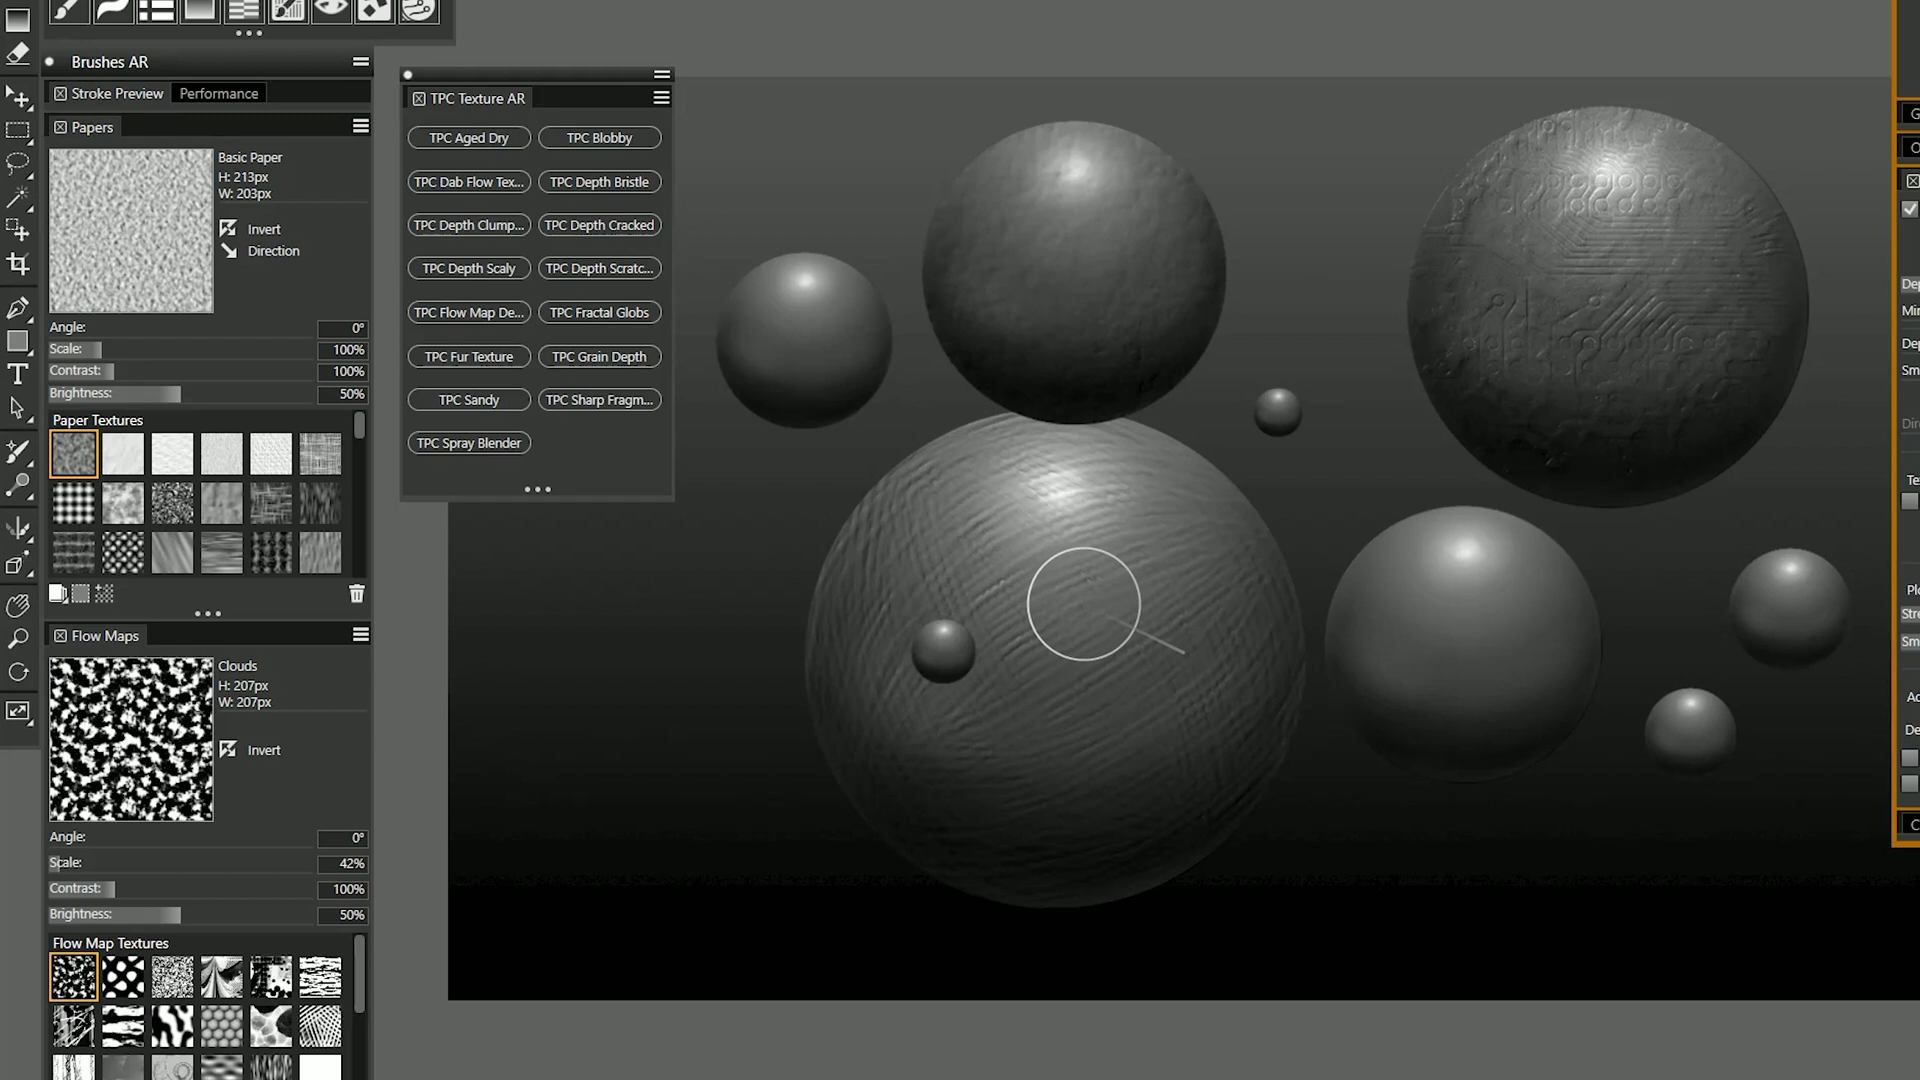 Brushes AR
Stroke Preview
Performance
Papers
Basic Paper
H: 213px
W: 203px
Invert
Direction
Angle:
0°
Scale:
100%
Contrast:
100%
Brightness:
50%
Paper Textures
Flow Maps
Clouds
H: 207px
W: 207px
Invert
Angle:
0°
Scale:
42%
Contrast:
100%
Brightness:
50%
Flow Map Textures
TPC Texture AR
TPC Aged Dry
TPC Blobby
TPC Dab Flow Tex...
TPC Depth Bristle
TPC Depth Clump...
TPC Depth Cracked
TPC Depth Scaly
TPC Depth Scratc...
TPC Flow Map De...
TPC Fractal Globs
TPC Fur Texture
TPC Grain Depth
TPC Sandy
TPC Sharp Fragm...
TPC Spray Blender